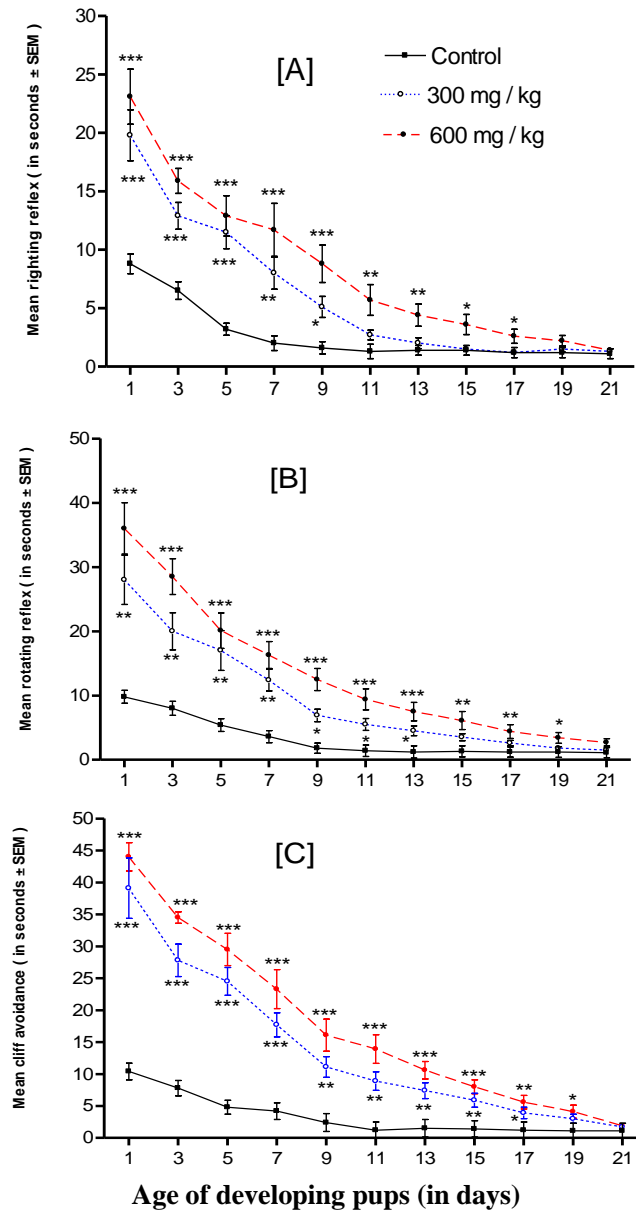 [A]
Control
300 mg / kg
600 mg / kg
Mean righting reflex ( in seconds ± SEM )
30
25
20
15
10
5
0
*** *** *** *** *** ** ** * *
*** *** *** ** *
1 3 5 7 9 11 13 15 17 19 21
[B]
Mean rotating reflex ( in seconds ± SEM )
50
40
30
20
10
0
*** *** *** *** *** *** *** ** ** *
** ** ** ** * * *
1 3 5 7 9 11 13 15 17 19 21
[C]
Mean cliff avoidance ( in seconds ± SEM )
50
45
40
35
30
25
20
15
10
5
0
*** *** *** *** *** *** *** *** ** *
*** *** *** *** ** ** ** ** *
1 3 5 7 9 11 13 15 17 19 21
Age of developing pups (in days)